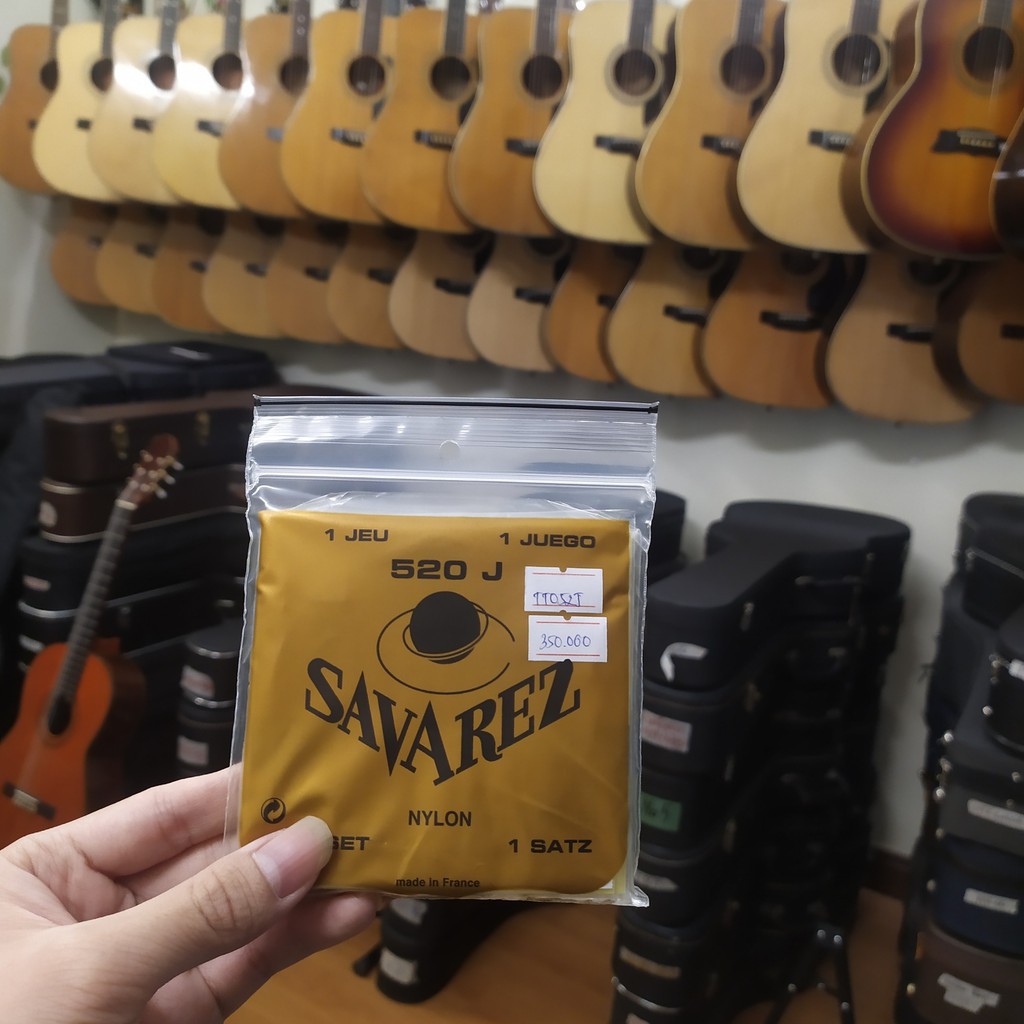 1 JEU
1 JUEGO
520 J
350.000
SAVAREZ
NYLON
SET
1 SATZ
made in France